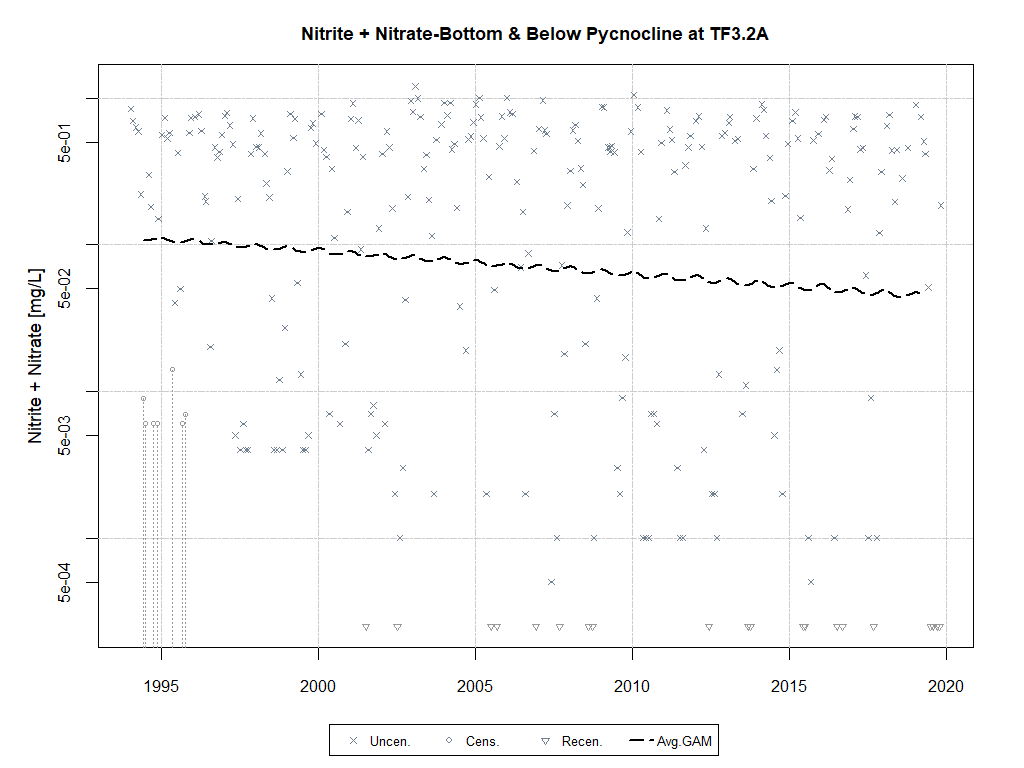 Nitrite + Nitrate-Bottom & Below Pycnocline at TF3.2A
Nitrite + Nitrate [mg/L]
5e-01
5e-02
5e-03
5e-04
1995 2000 2005 2010 2015 2020
Uncen. Cens. Recen. Avg.GAM